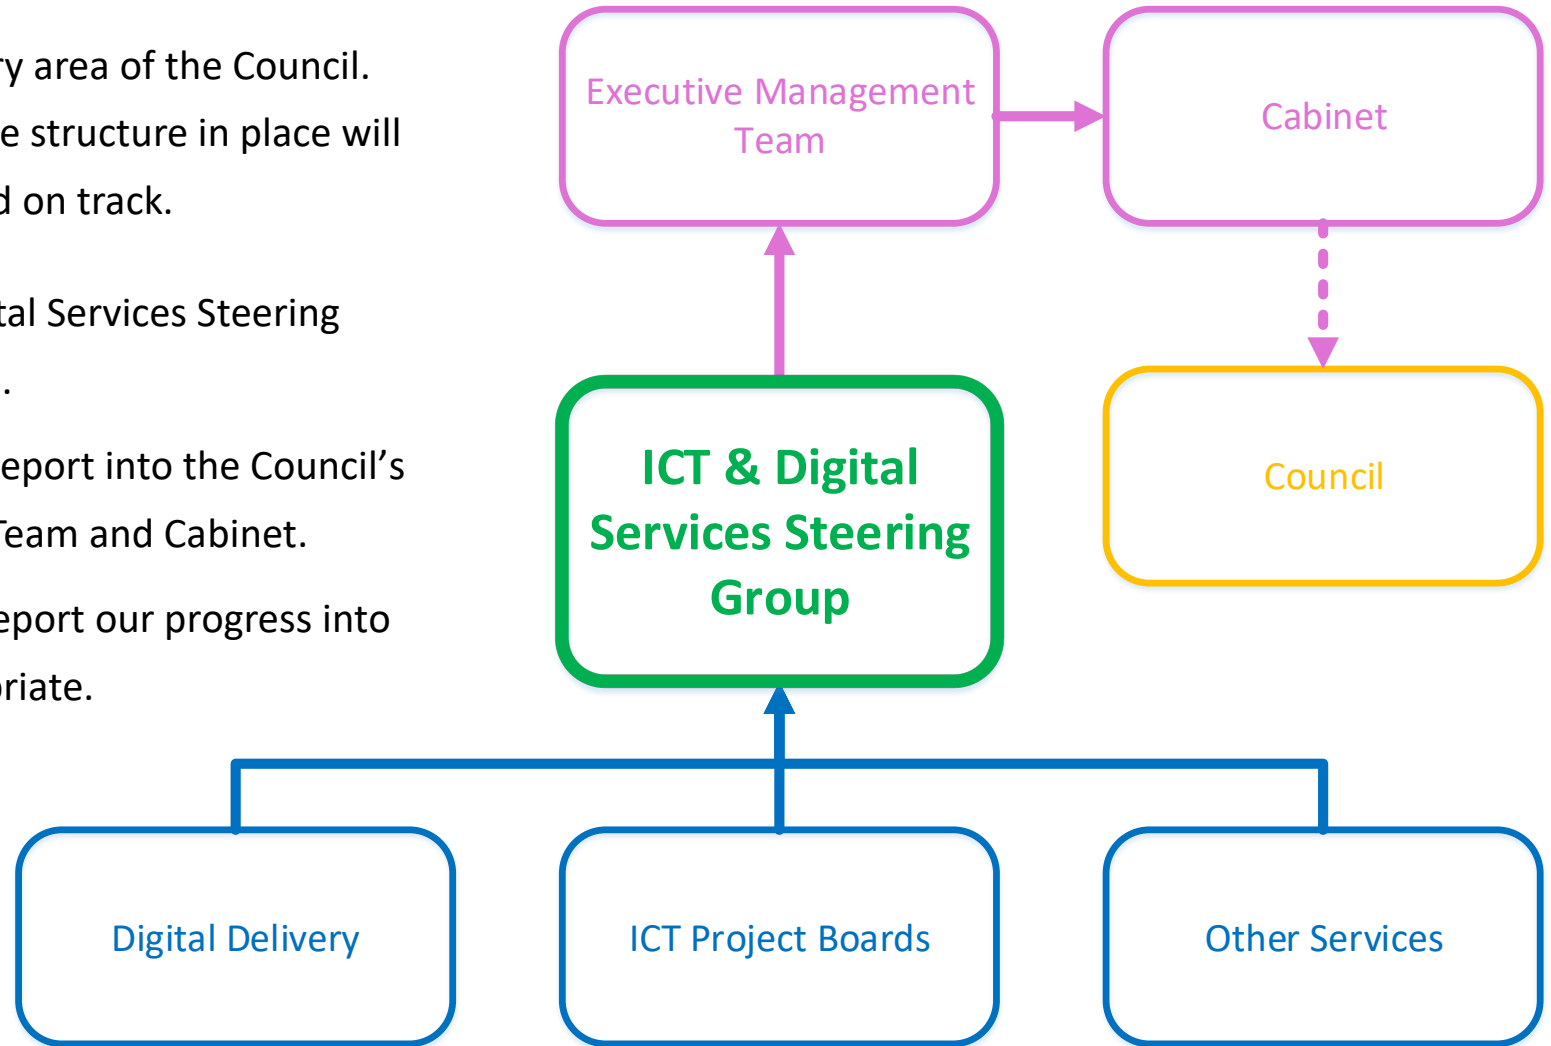 ry area of the Council.
e structure in place will
d on track.
tal Services Steering
.
eport into the Council's
Team and Cabinet.
eport our progress into
priate.
Executive Management
Team
Cabinet
ICT & Digital
Services Steering
Group
Council
Digital Delivery
ICT Project Boards
Other Services